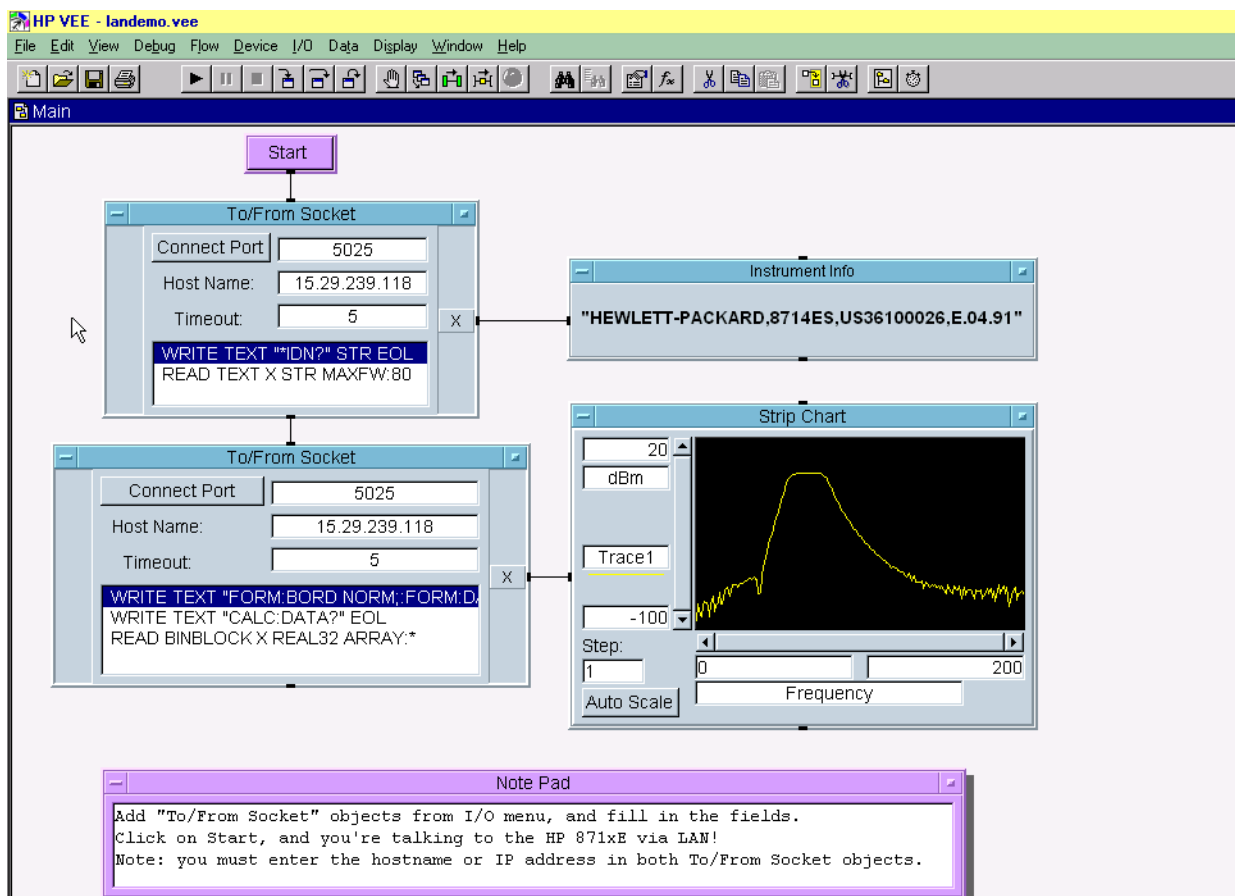 HP VEE - landemo.vee
File Edit View Debug Flow Device I/O Data Display Window Help
Main
Start
To/From Socket
Connect Port 5025
Host Name: 15.29.239.118
Timeout: 5
X
WRITE TEXT "*IDN?" STR EOL
READ TEXT X STR MAXFW:80
Instrument Info
"HEWLETT-PACKARD,8714ES,US36100026,E.04.91"
To/From Socket
Connect Port 5025
Host Name: 15.29.239.118
Timeout: 5
X
WRITE TEXT "FORM:BORD NORM;:FORM:DA
WRITE TEXT "CALC:DATA?" EOL
READ BINBLOCK X REAL32 ARRAY:*
Strip Chart
20
dBm
Trace1
-100
Step:
1
Auto Scale
0 200
Frequency
Note Pad
Add "To/From Socket" objects from I/O menu, and fill in the fields.
Click on Start, and you're talking to the HP 871xE via LAN!
Note: you must enter the hostname or IP address in both To/From Socket objects.